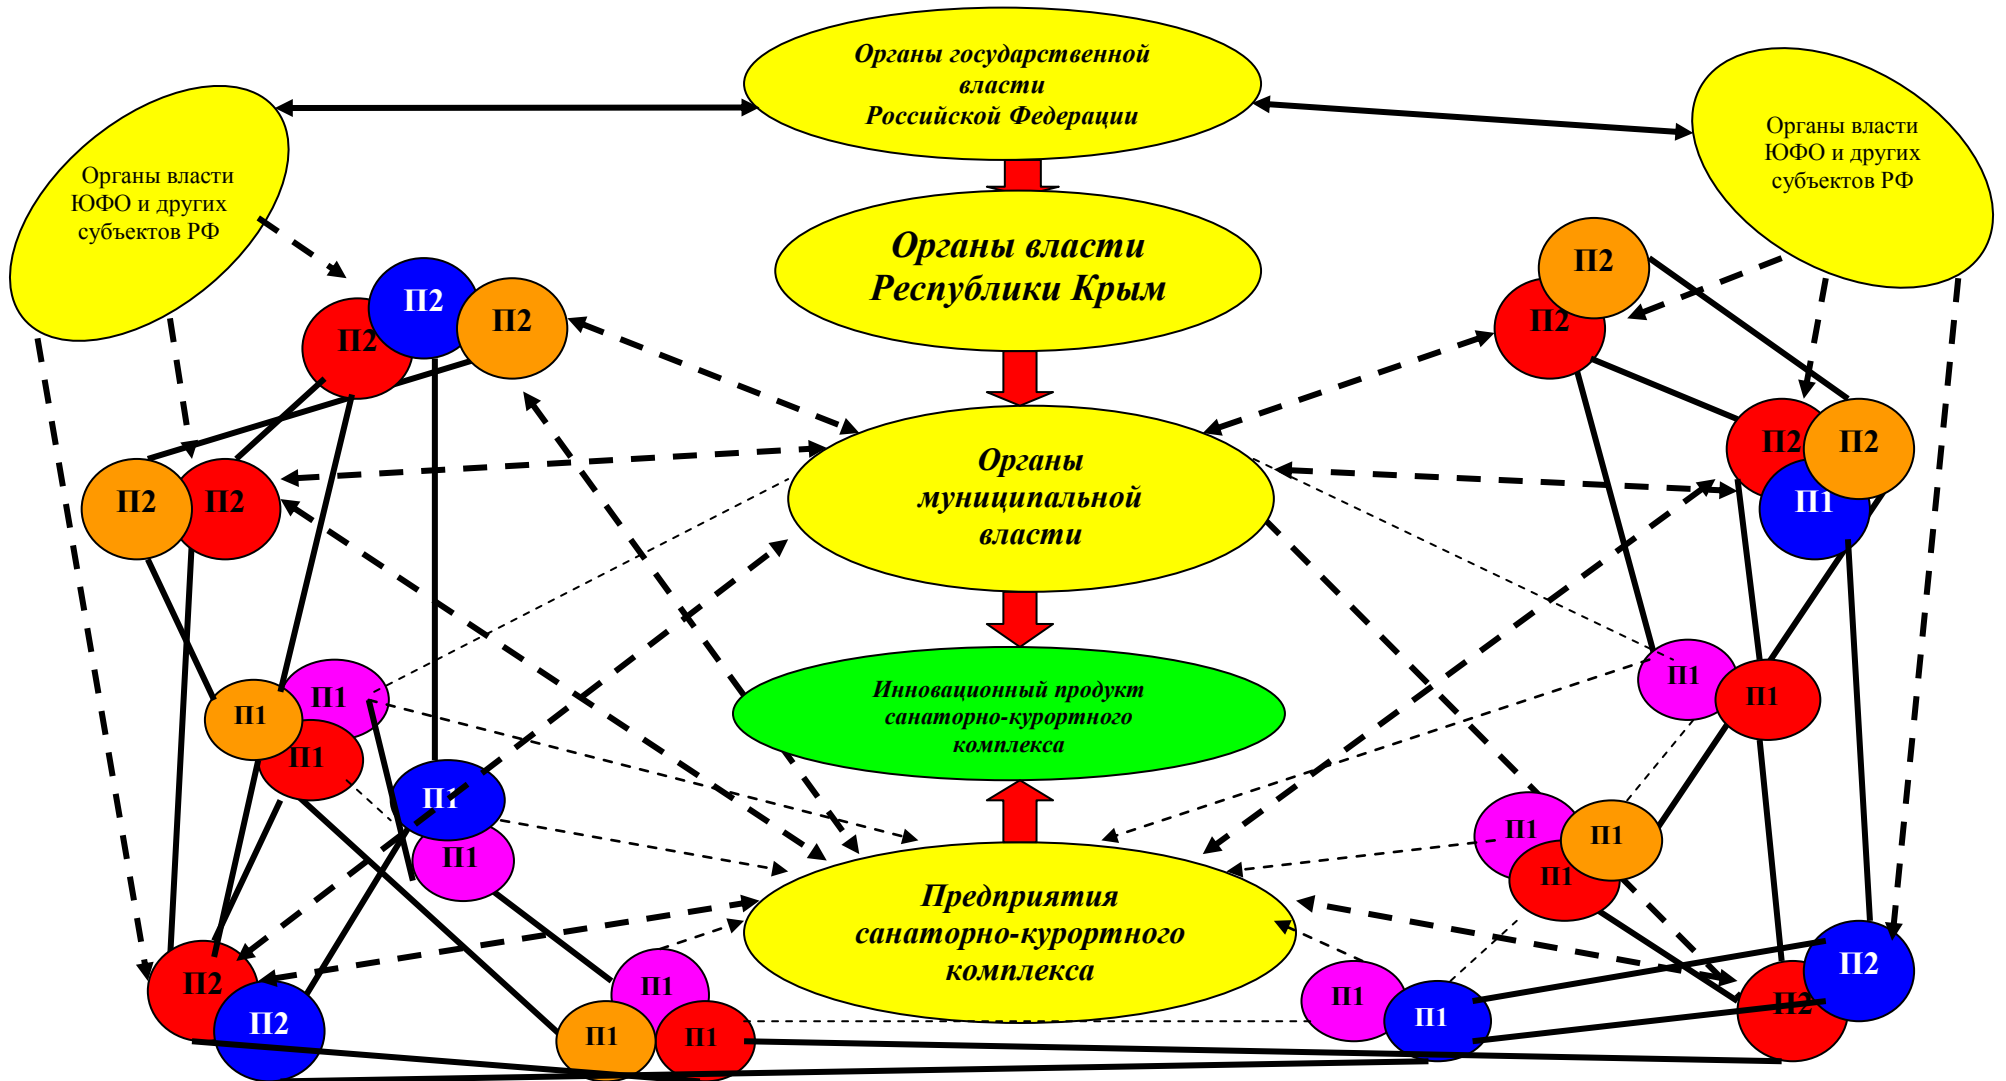 Органы государственной
власти
Российской Федерации
Органы власти
ЮФО и других
субъектов РФ
Органы власти
ЮФО и других
субъектов РФ
Органы власти
Республики Крым
П2
П2
П2
П2
П2
П2
П2
П2
П2
П1
Органы
муниципальной
власти
П1
П1
П1
П1
П1
Инновационный продукт
санаторно-курортного
комплекса
П1
П1
П1
П1
П1
Предприятия
санаторно-курортного
комплекса
П2
П2
П1
П1
П1
П1
П1
П2
П2